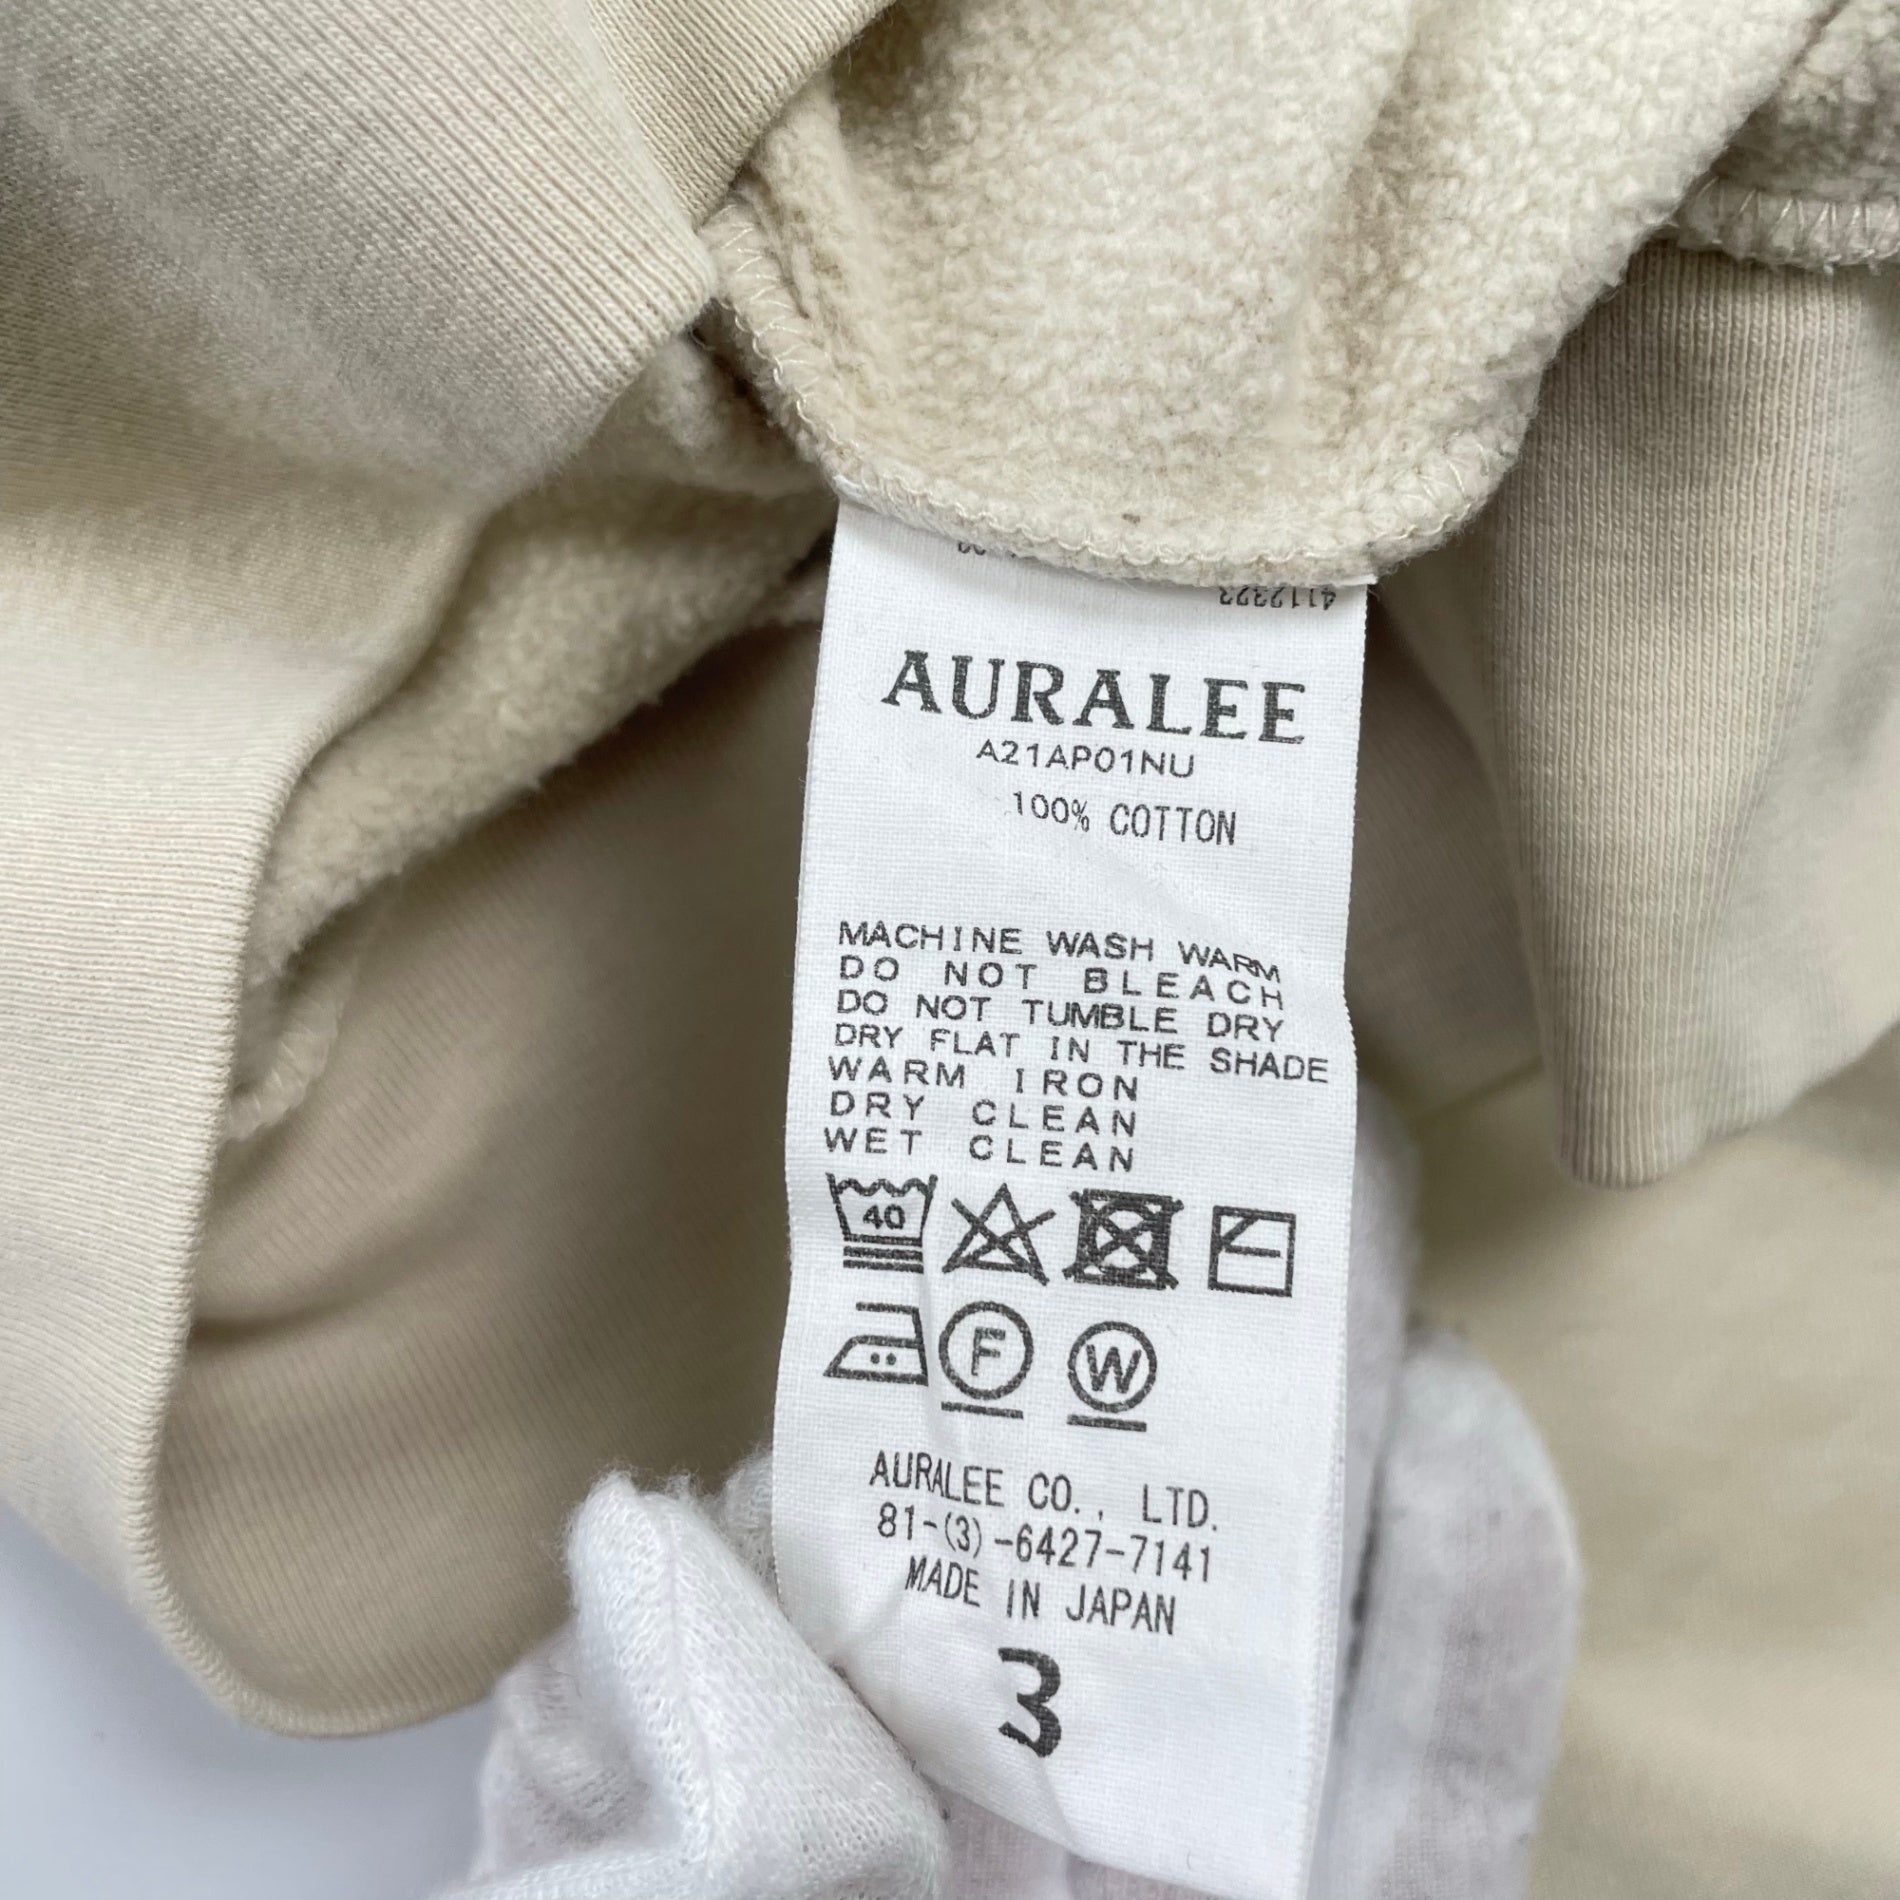 4112323
AURALEE
A21AP01NU
100% COTTON
MACHINE WASH WARM
DO NOT BLEACH
DO NOT TUMBLE DRY
DRY FLAT IN THE SHADE
WARM IRON
DRY CLEAN
WET CLEAN
40
F W
AURALEE CO., LTD.
81-(3)-6427-7141
MADE IN JAPAN
3